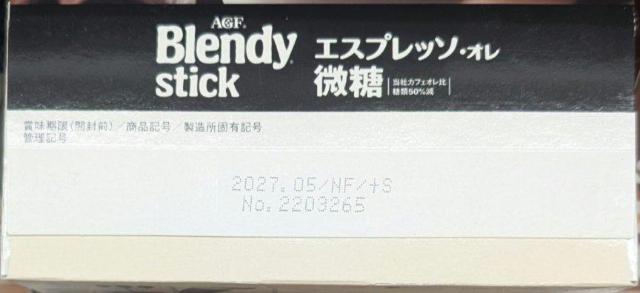 AGF.
Blendy
stick
エスプレッソ・オレ
微糖
当社カフェオレ比
糖類50%減
賞味期限(開封前)／商品記号／製造所固有記号
管理記号
2027.05/NF/+S
No.2203265